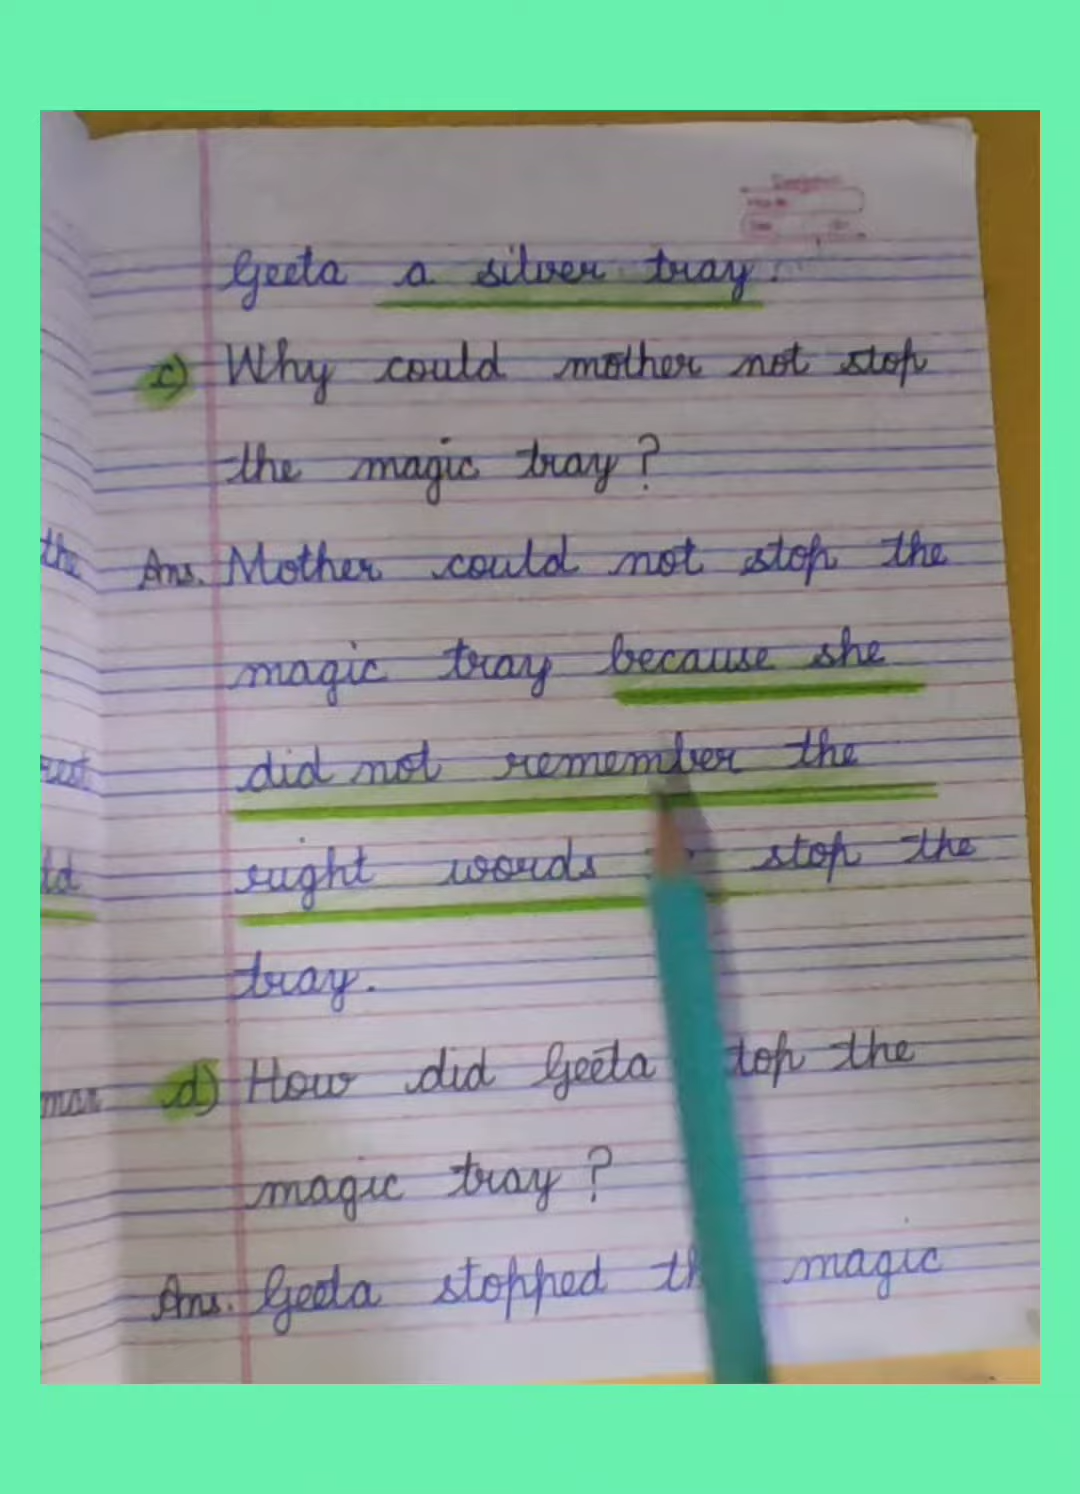 Geeta a silver tray.
c) Why could mother not stop
the magic tray?
the Ans. Mother could not stop the
magic tray because she
did not remember the
right words stop the
tray.
d) How did Geeta top the
magic tray?
Ans. Geeta stopped th magic